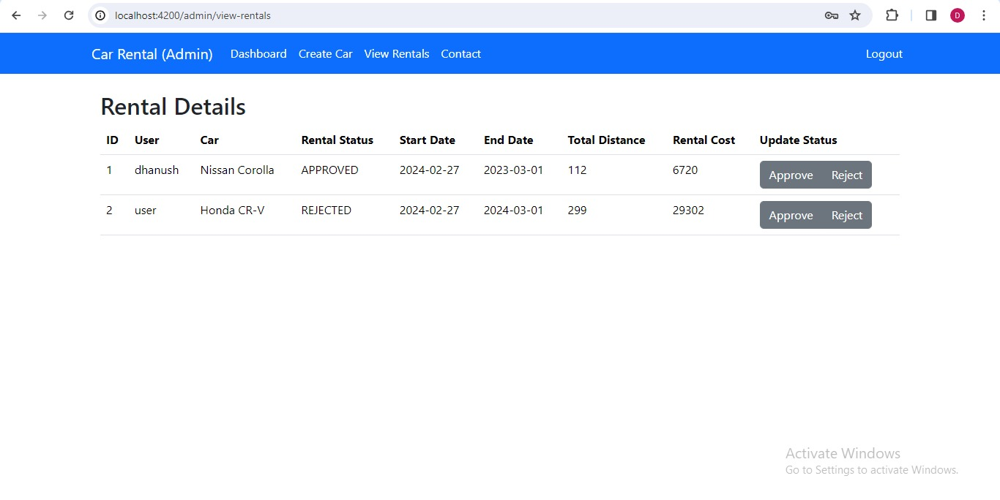 localhost:4200/admin/view-rentals
D
Car Rental (Admin) Dashboard Create Car View Rentals Contact Logout
Rental Details
ID User Car Rental Status Start Date End Date Total Distance Rental Cost Update Status
1 dhanush Nissan Corolla APPROVED 2024-02-27 2023-03-01 112 6720 Approve Reject
2 user Honda CR-V REJECTED 2024-02-27 2024-03-01 299 29302 Approve Reject
Activate Windows
Go to Settings to activate Windows.